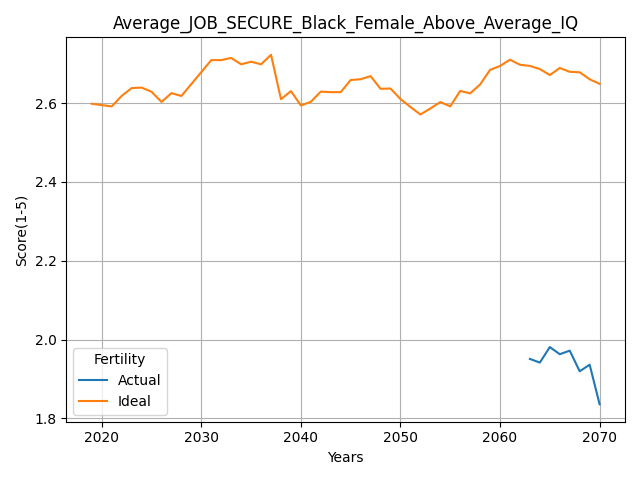 Average_JOB_SECURE_Black_Female_Above_Average_IQ
Score(1-5)
2.6
2.4
2.2
2.0
1.8
Fertility
Actual
Ideal
2020 2030 2040 2050 2060 2070
Years